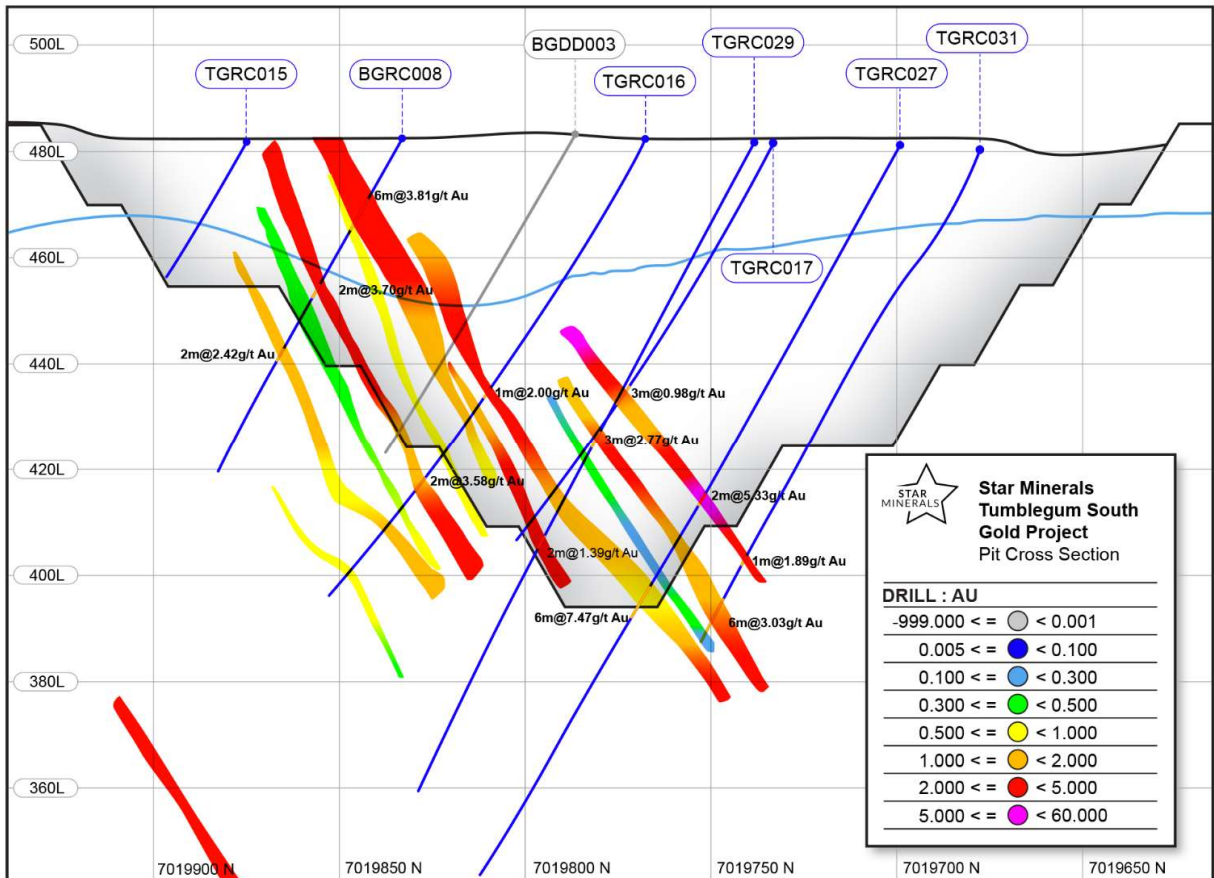 500L
480L
460L
440L
420L
400L
380L
360L
TGRC015
BGRC008
BGDD003
TGRC016
TGRC029
TGRC027
TGRC031
TGRC017
6m@3.81g/t Au
2m@3.70g/t Au
2m@2.42g/t Au
1m@2.00g/t Au
3m@0.98g/t Au
3m@2.77g/t Au
2m@3.58g/t Au
2m@5.33g/t Au
2m@1.39g/t Au
1m@1.89g/t Au
6m@7.47g/t Au
6m@3.03g/t Au
STAR
MINERALS
Star Minerals
Tumblegum South
Gold Project
Pit Cross Section
DRILL : AU
-999.000 < = < 0.001
0.005 < = < 0.100
0.100 < = < 0.300
0.300 < = < 0.500
0.500 < = < 1.000
1.000 < = < 2.000
2.000 < = < 5.000
5.000 < = < 60.000
7019900 N
7019850 N
7019800 N
7019750 N
7019700 N
7019650 N